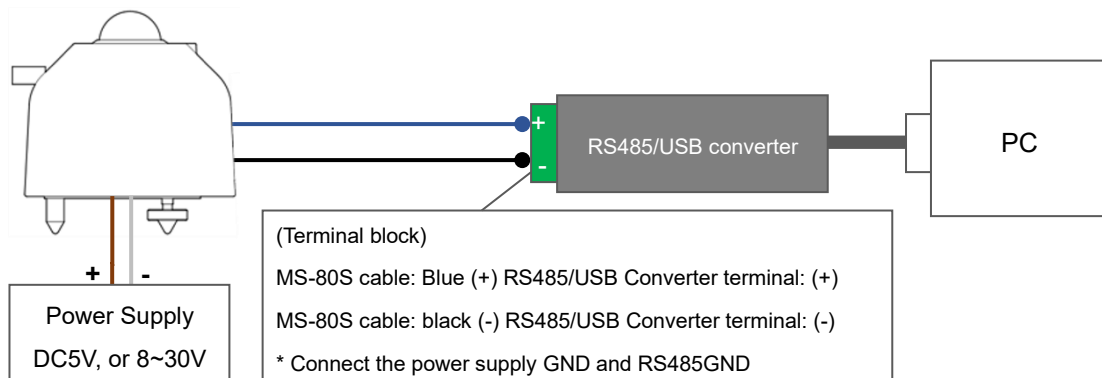 +
-
RS485/USB converter
PC
(Terminal block)
MS-80S cable: Blue (+) RS485/USB Converter terminal: (+)
MS-80S cable: black (-) RS485/USB Converter terminal: (-)
* Connect the power supply GND and RS485GND
+ -
Power Supply
DC5V, or 8~30V